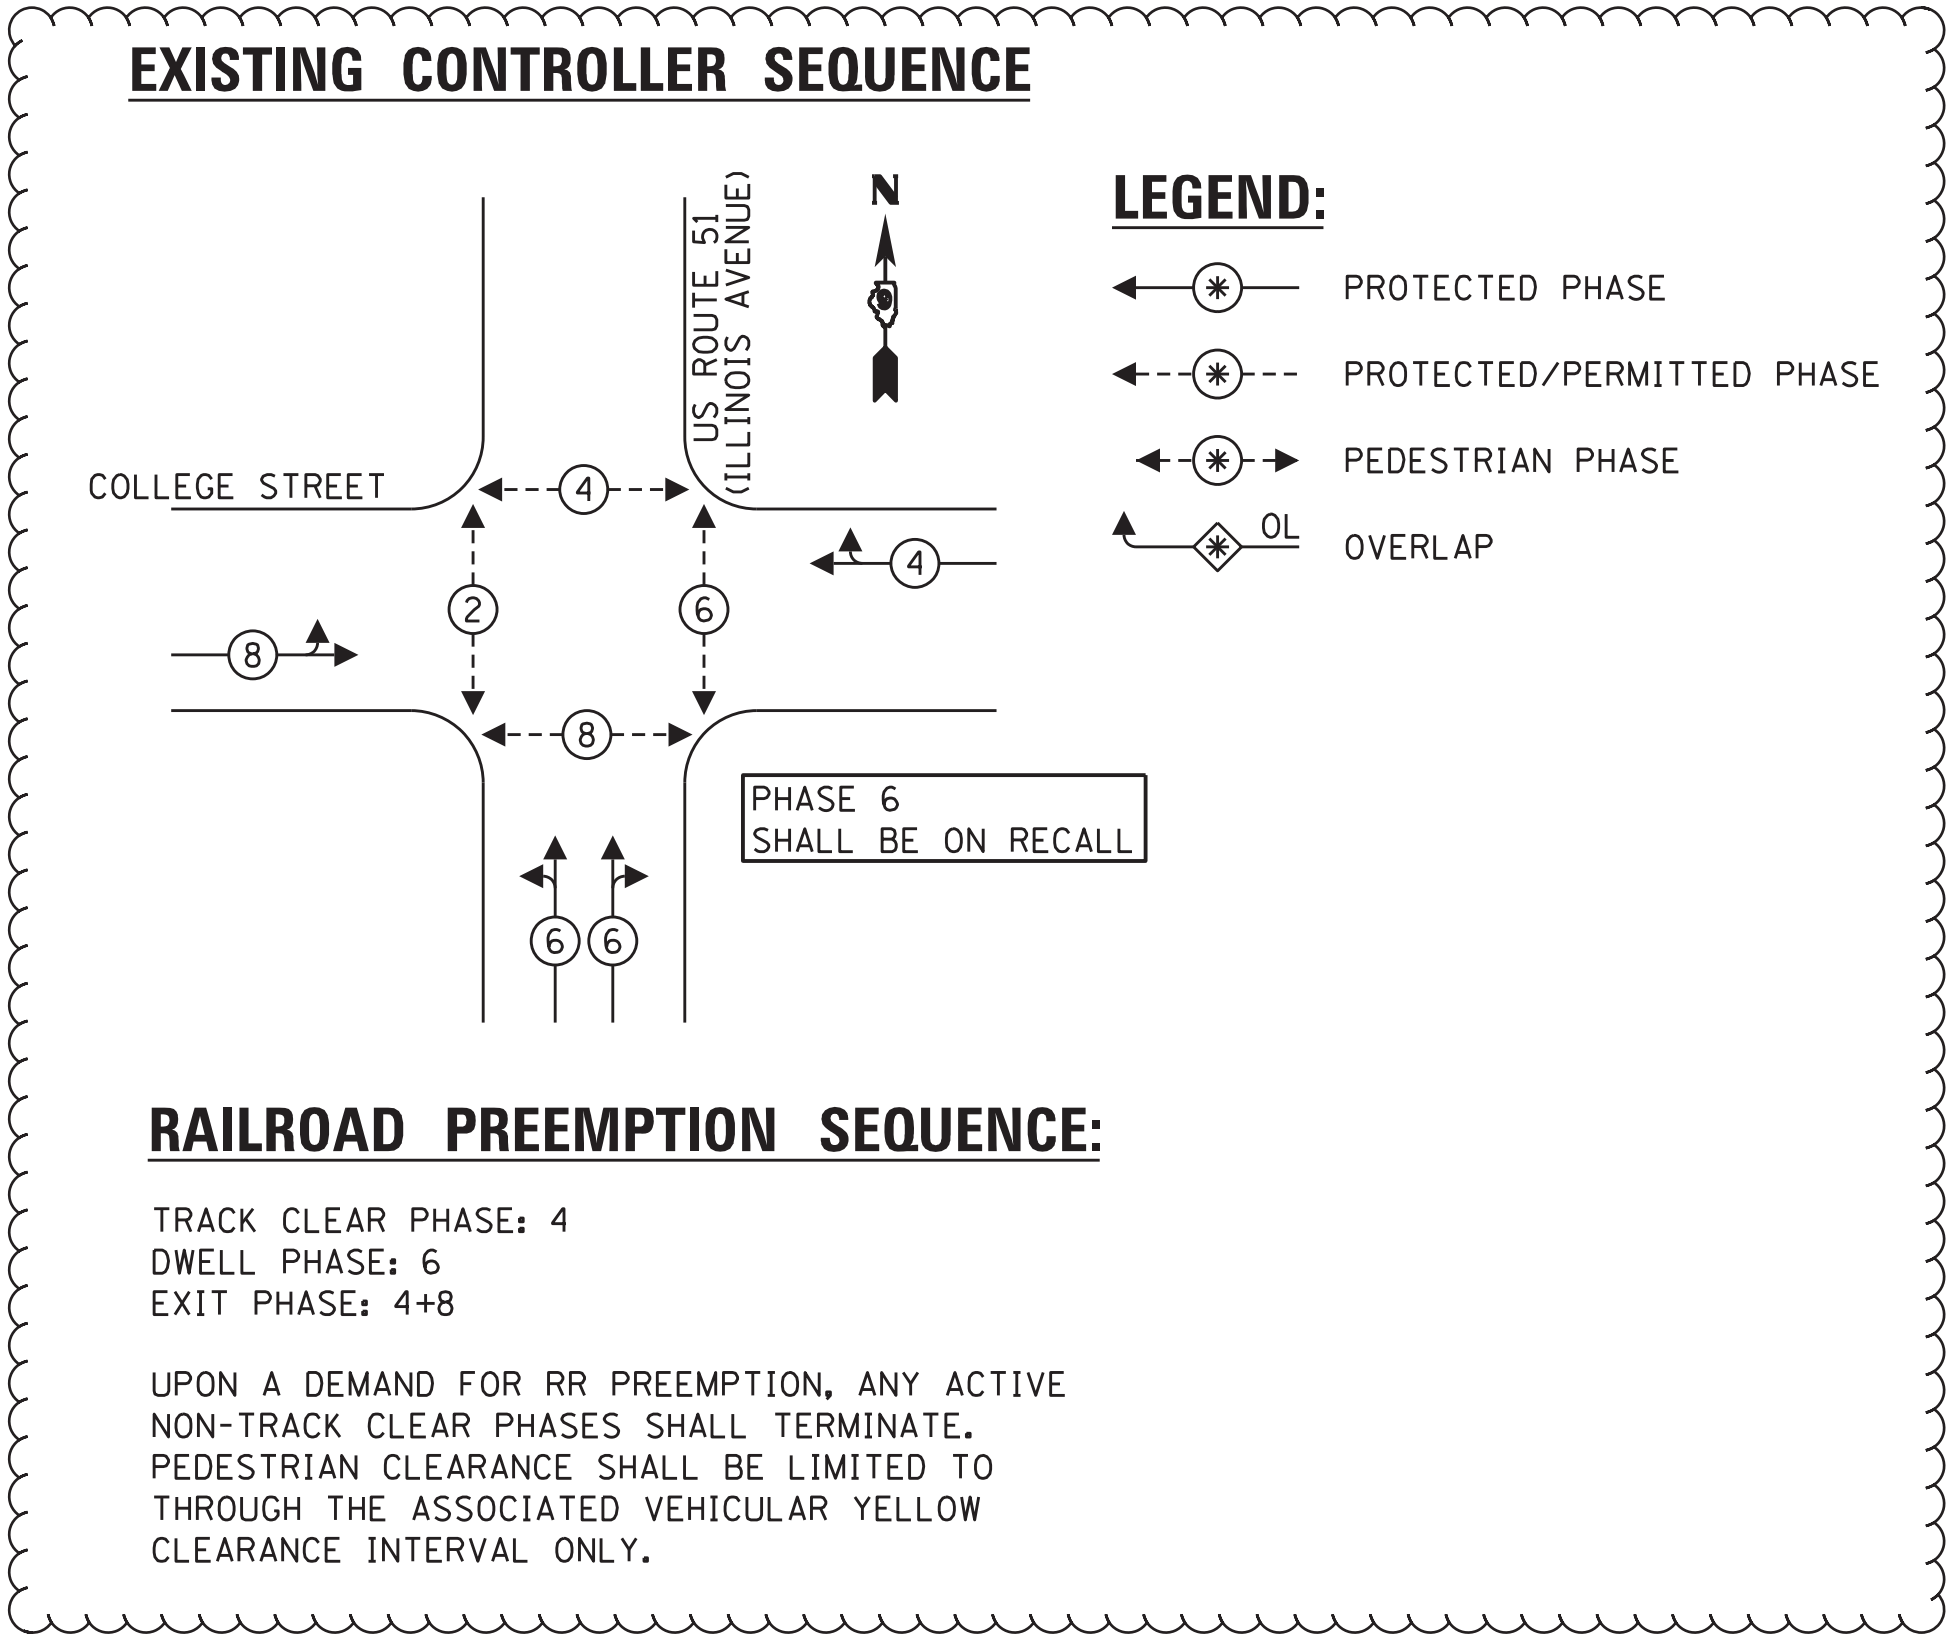 EXISTING CONTROLLER SEQUENCE
N
US ROUTE 51
(ILLINOIS AVENUE)
LEGEND:
PROTECTED PHASE
PROTECTED/PERMITTED PHASE
PEDESTRIAN PHASE
OL
OVERLAP
COLLEGE STREET
4
4
2
6
8
8
PHASE 6
SHALL BE ON RECALL
6 6
RAILROAD PREEMPTION SEQUENCE:
TRACK CLEAR PHASE: 4
DWELL PHASE: 6
EXIT PHASE: 4+8
UPON A DEMAND FOR RR PREEMPTION, ANY ACTIVE
NON-TRACK CLEAR PHASES SHALL TERMINATE.
PEDESTRIAN CLEARANCE SHALL BE LIMITED TO
THROUGH THE ASSOCIATED VEHICULAR YELLOW
CLEARANCE INTERVAL ONLY.